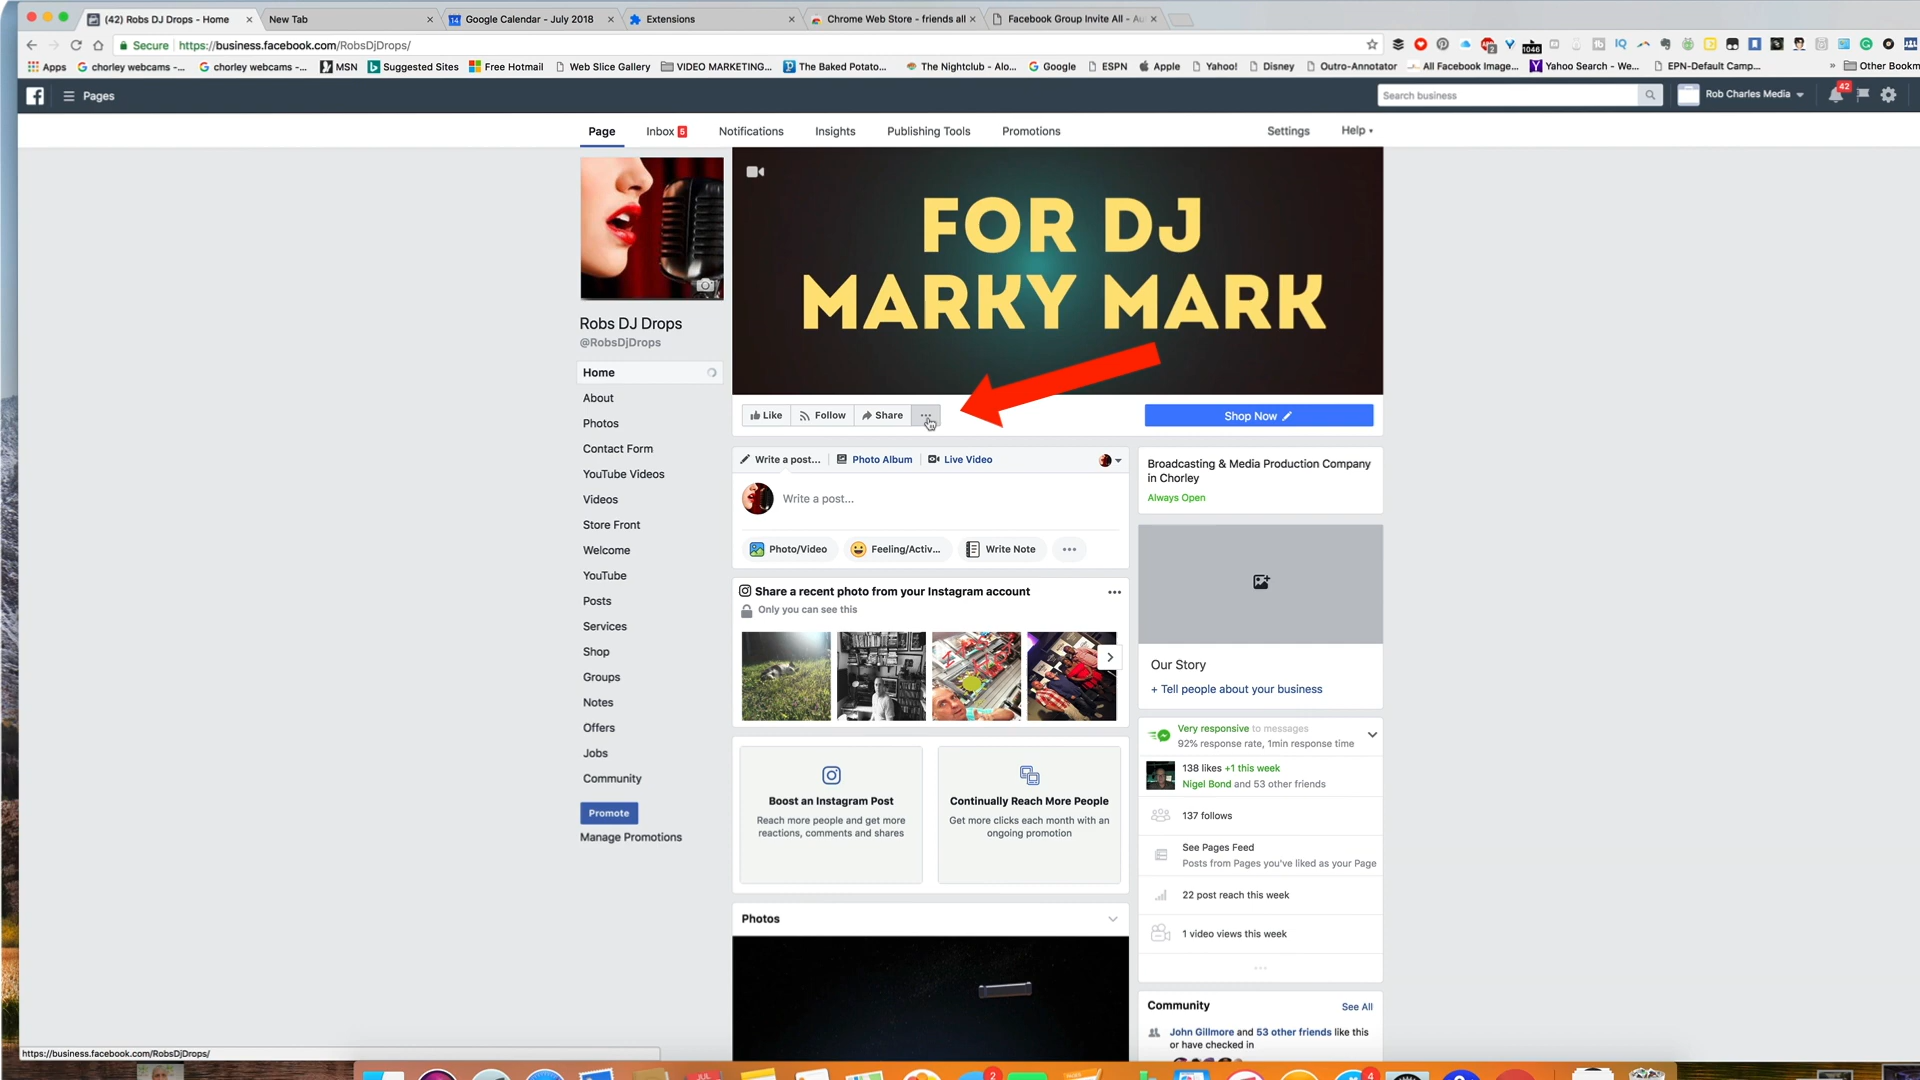 (42) Robs DJ Drops - Home
New Tab
Google Calendar - July 2018
Extensions
Chrome Web Store - friends all
Facebook Group Invite All - Au
Secure
https://business.facebook.com/RobsDjDrops/
1046
Apps
chorley webcams -...
chorley webcams -...
MSN
Suggested Sites
Free Hotmail
Web Slice Gallery
VIDEO MARKETING...
The Baked Potato...
The Nightclub - Alo...
Google
ESPN
Apple
Yahoo!
Disney
Outro-Annotator
All Facebook Image...
Yahoo Search - We...
EPN-Default Camp...
»
Other Bookm
Pages
Search business
Rob Charles Media
42
Page
Inbox 5
Notifications
Insights
Publishing Tools
Promotions
Settings
Help
FOR DJ
MARKY MARK
Robs DJ Drops
@RobsDjDrops
Home
About
Photos
Contact Form
YouTube Videos
Videos
Store Front
Welcome
YouTube
Posts
Services
Shop
Groups
Notes
Offers
Jobs
Community
Promote
Manage Promotions
Like
Follow
Share
Shop Now
Write a post...
Photo Album
Live Video
Write a post...
Photo/Video
Feeling/Activ...
Write Note
Share a recent photo from your Instagram account
Only you can see this
Boost an Instagram Post
Reach more people and get more
reactions, comments and shares
Continually Reach More People
Get more clicks each month with an
ongoing promotion
Photos
Broadcasting & Media Production Company
in Chorley
Always Open
Our Story
+ Tell people about your business
Very responsive to messages
92% response rate, 1min response time
138 likes +1 this week
Nigel Bond and 53 other friends
137 follows
See Pages Feed
Posts from Pages you've liked as your Page
22 post reach this week
1 video views this week
Community
See All
John Gillmore and 53 other friends like this
or have checked in
https://business.facebook.com/RobsDjDrops/
JUL
2
4